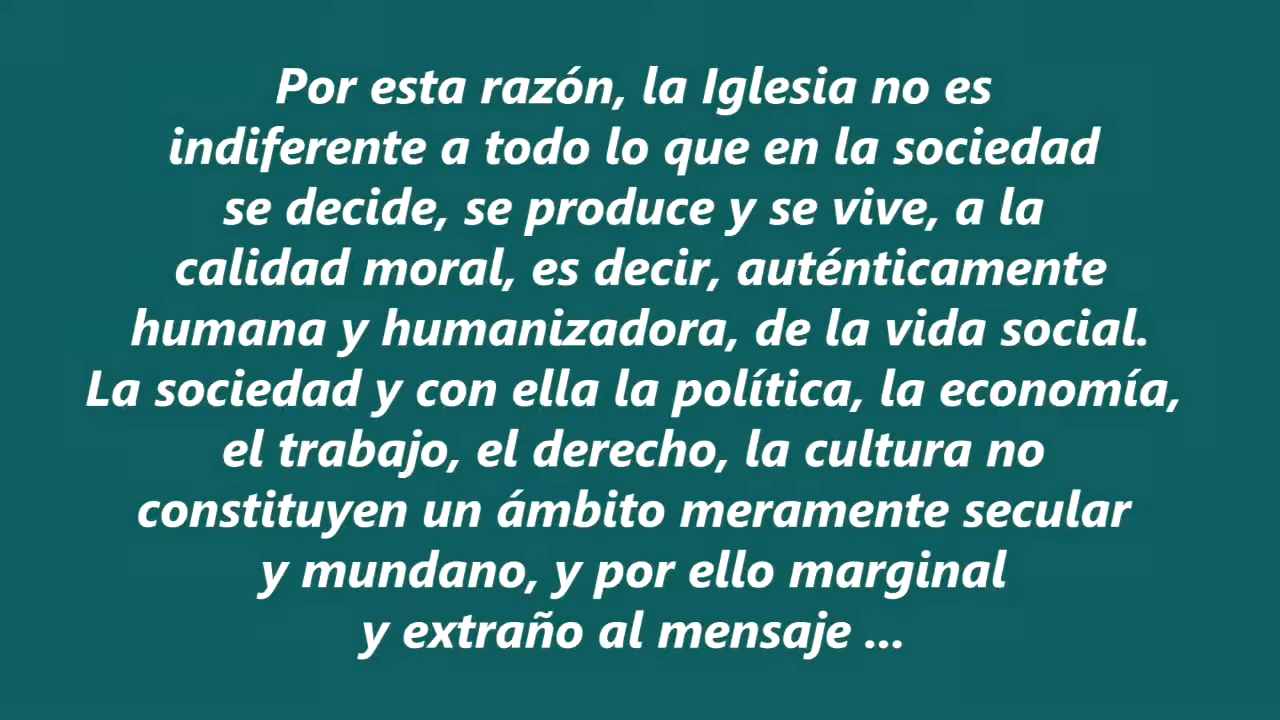 Por esta razón, la Iglesia no es
indiferente a todo lo que en la sociedad
se decide, se produce y se vive, a la
calidad moral, es decir, auténticamente
humana y humanizadora, de la vida social.
La sociedad y con ella la política, la economía,
el trabajo, el derecho, la cultura no
constituyen un ámbito meramente secular
y mundano, y por ello marginal
y extraño al mensaje ...